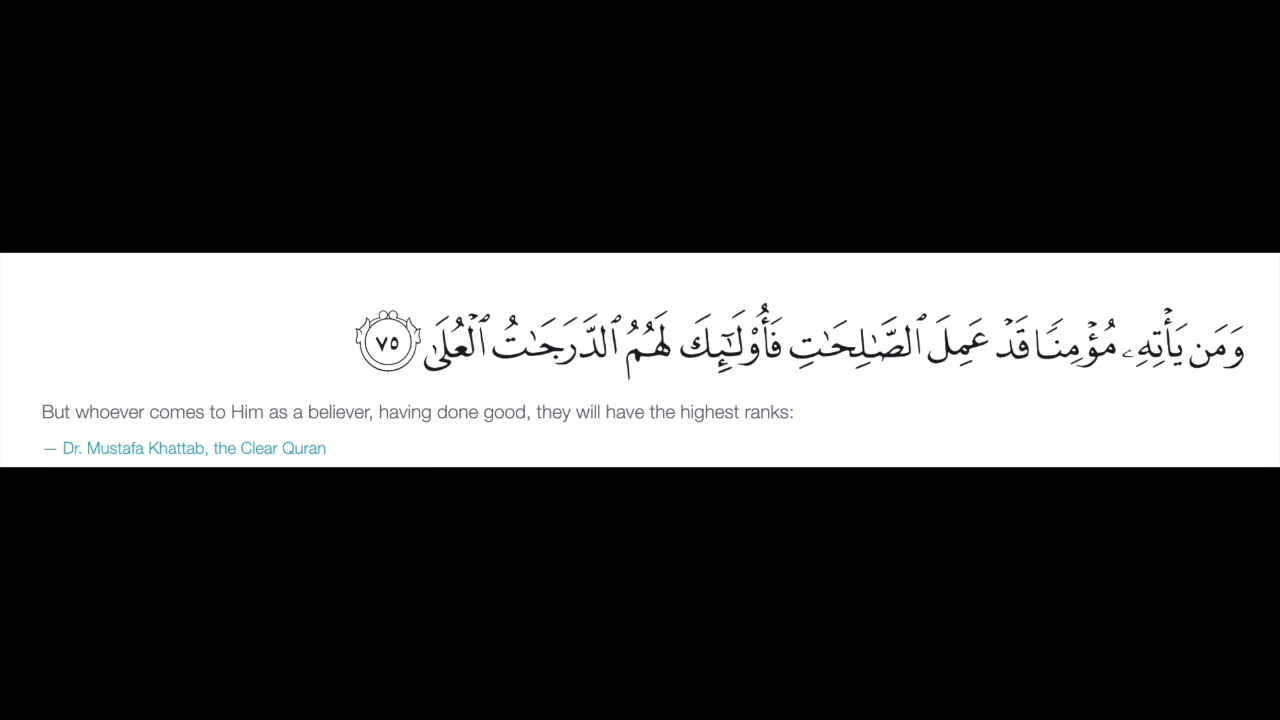 وَمَن يَأْتِهِۦ مُؤْمِنًا قَدْ عَمِلَ ٱلصَّـٰلِحَـٰتِ فَأُو۟لَـٰٓئِكَ لَهُمُ ٱلدَّرَجَـٰتُ ٱلْعُلَىٰ ٧٥
But whoever comes to Him as a believer, having done good, they will have the highest ranks:
— Dr. Mustafa Khattab, the Clear Quran